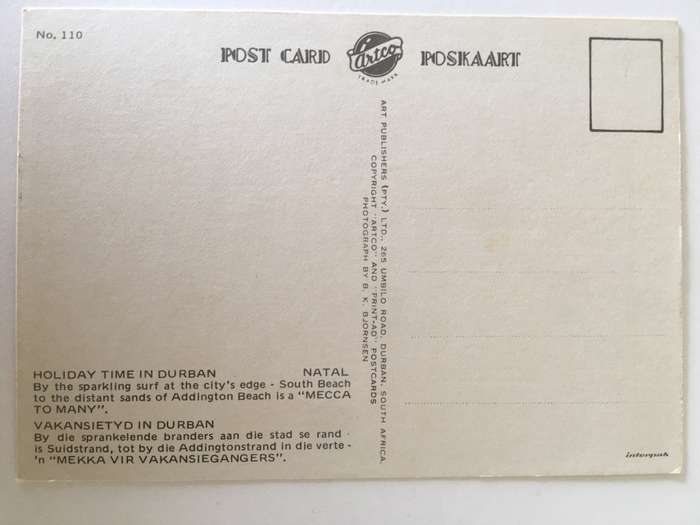 No. 110
POST CARD
Artco
TRADE MARK
POSKAART
ART PUBLISHERS (PTY.) LTD., 265 UMBILO ROAD, DURBAN, SOUTH AFRICA.
COPYRIGHT "ARTCO" AND "PRINT-AD" POSTCARDS
PHOTOGRAPH BY B. K. BJORNSEN
HOLIDAY TIME IN DURBAN NATAL
By the sparkling surf at the city's edge - South Beach
to the distant sands of Addington Beach is a "MECCA
TO MANY".
VAKANSIETYD IN DURBAN
By die sprankelende branders aan die stad se rand -
is Suidstrand, tot by die Addingtonstrand in die verte -
'n "MEKKA VIR VAKANSIEGANGERS".
interpak